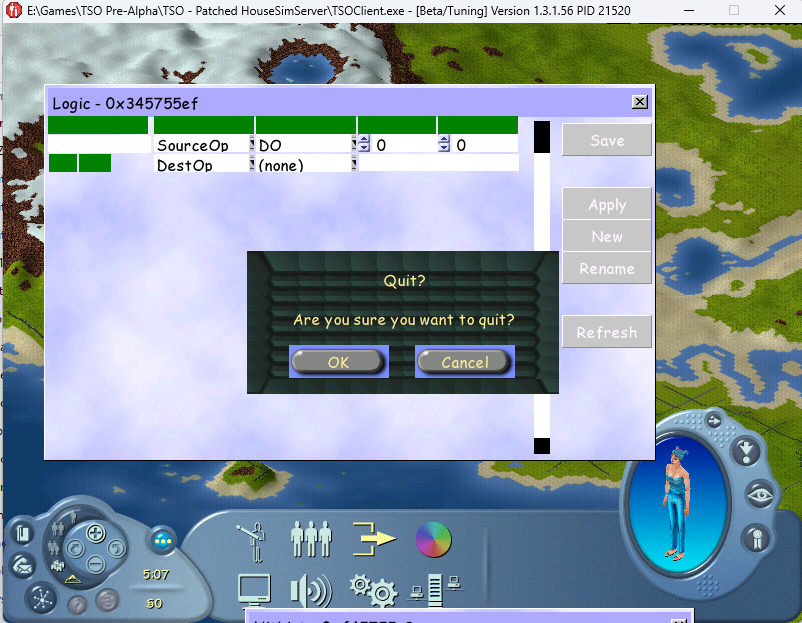 E:\Games\TSO Pre-Alpha\TSO - Patched HouseSimServer\TSOClient.exe - [Beta/Tuning] Version 1.3.1.56 PID 21520
Logic - 0x345755ef
Save
SourceOp DO 0 0
DestOp (none)
Apply
New
Rename
Quit?
Are you sure you want to quit?
Refresh
OK Cancel
5:07
$0